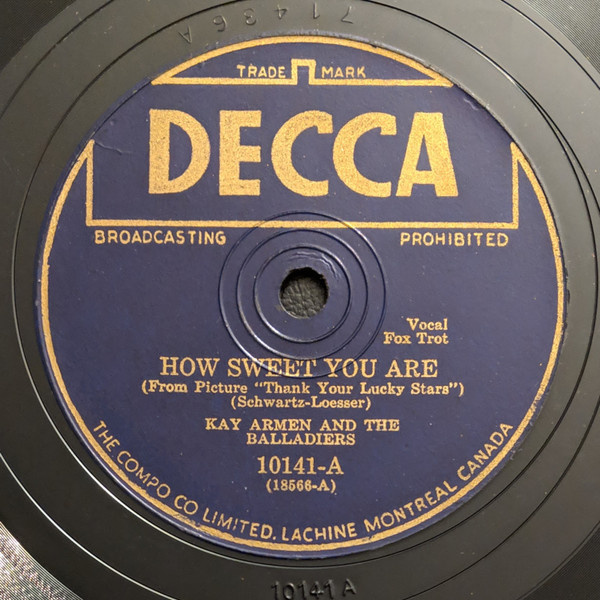 71436 A
TRADE MARK
DECCA
BROADCASTING PROHIBITED
Vocal
Fox Trot
HOW SWEET YOU ARE
(From Picture "Thank Your Lucky Stars")
(Schwartz-Loesser)
KAY ARMEN AND THE
BALLADIERS
10141-A
(18566-A)
THE COMPO CO LIMITED, LACHINE MONTREAL CANADA
10141 A